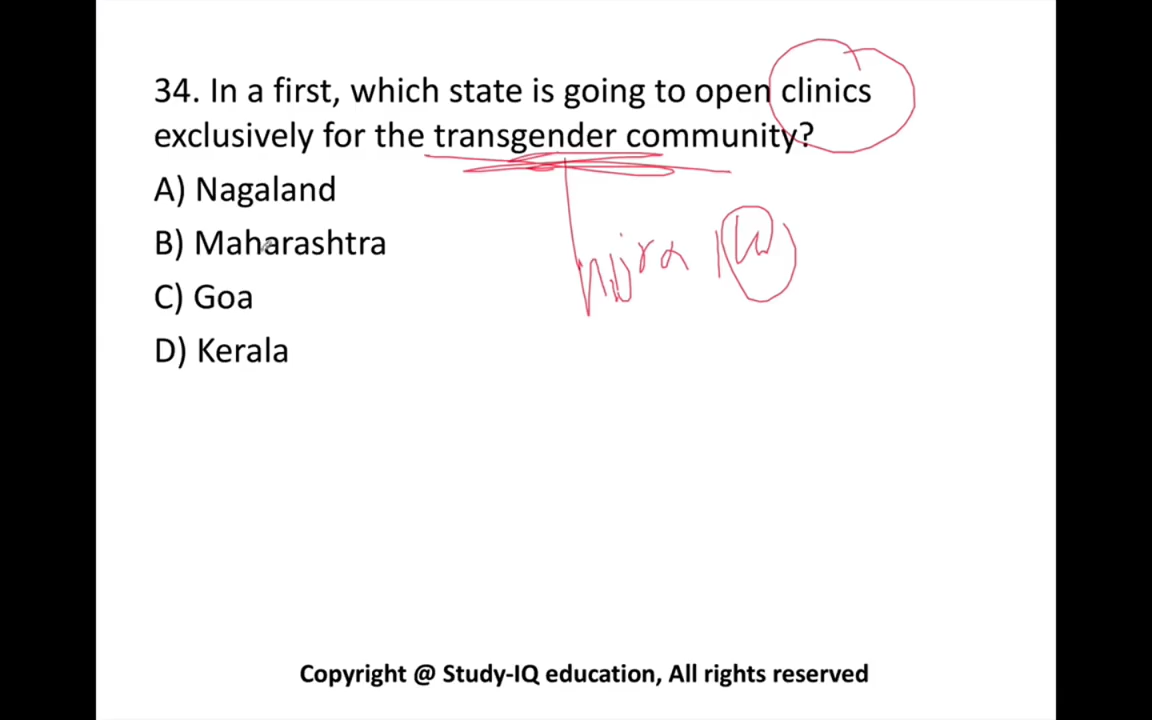 34. In a first, which state is going to open clinics
exclusively for the transgender community?
A) Nagaland
B) Maharashtra
C) Goa
D) Kerala
hijra
Copyright @ Study-IQ education, All rights reserved